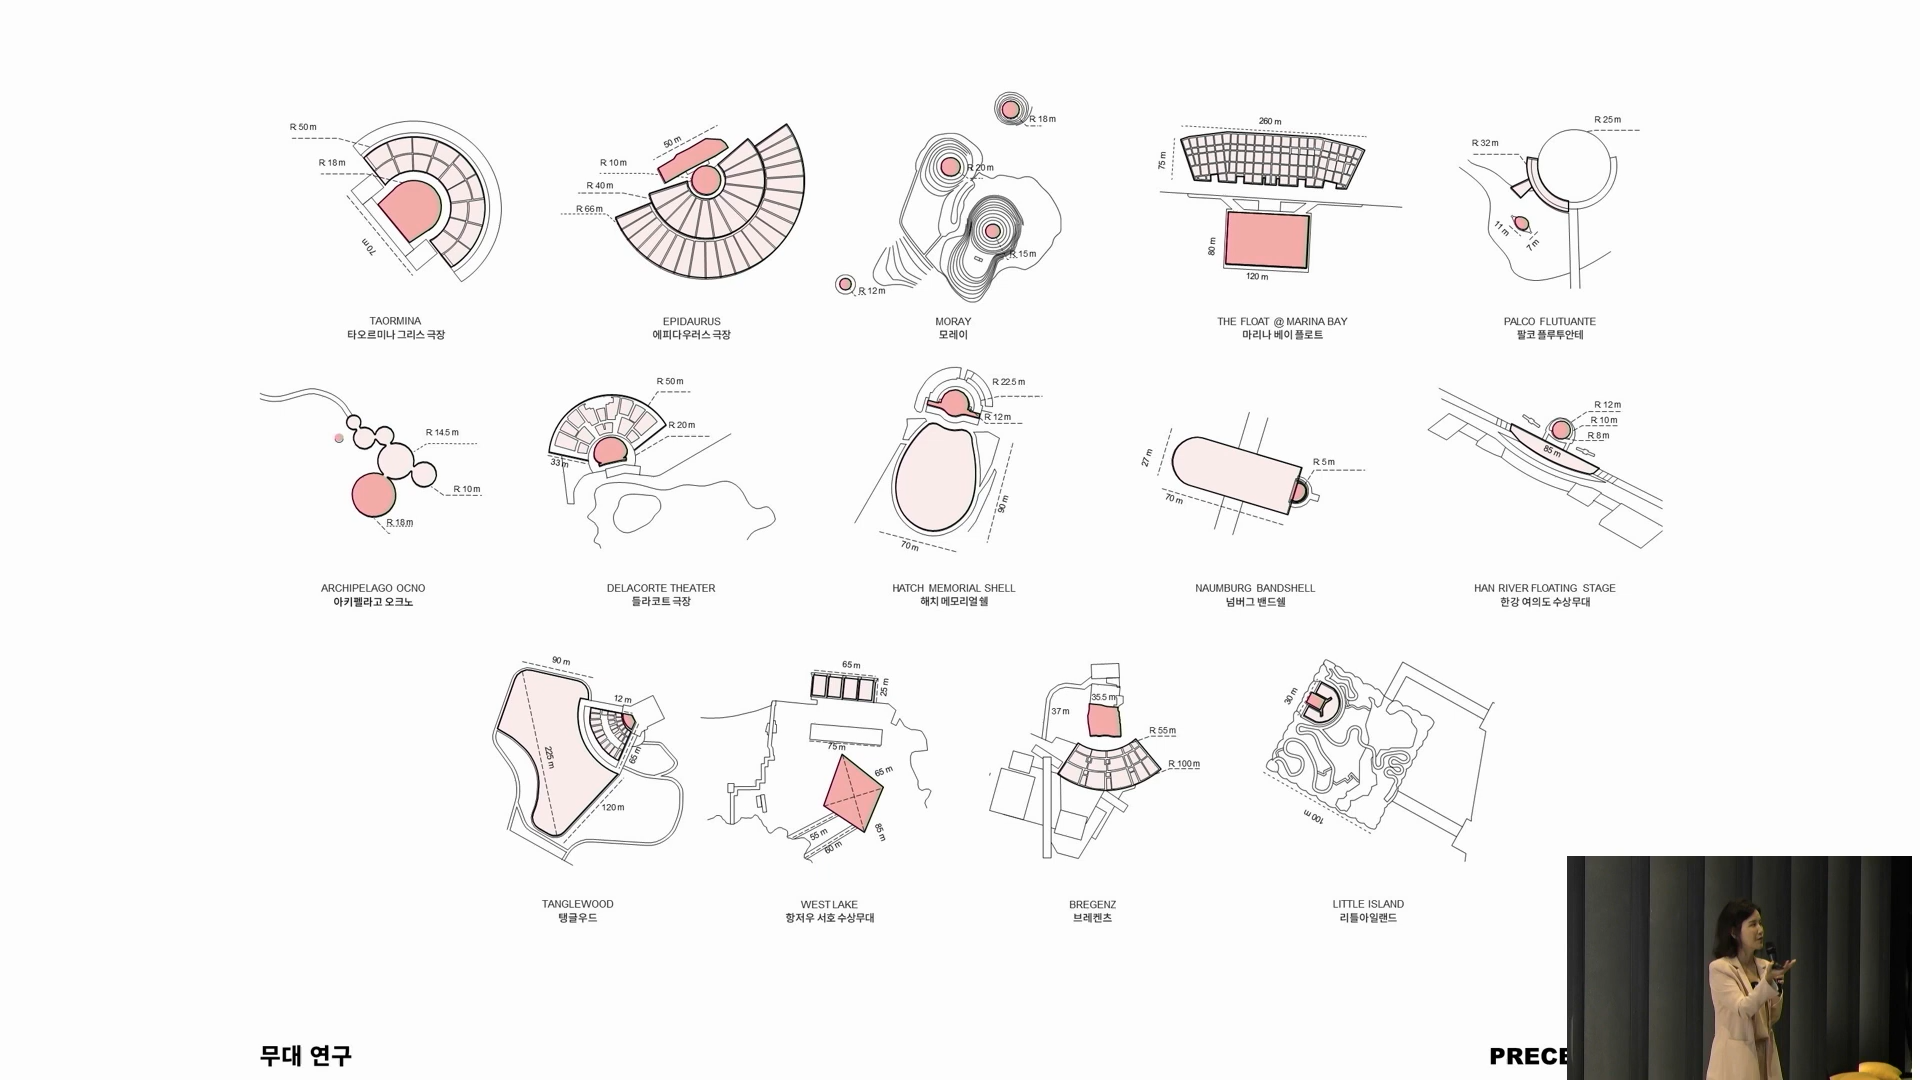 R 50 m
R 18 m
70 m
TAORMINA
타오르미나 그리스 극장
50 m
R 10 m
R 40 m
R 66 m
EPIDAURUS
에피다우러스 극장
R 18 m
R 20 m
R 15 m
R 12 m
MORAY
모레이
260 m
75 m
80 m
120 m
THE FLOAT @ MARINA BAY
마리나 베이 플로트
R 25 m
R 32 m
11 m
7 m
PALCO FLUTUANTE
팔코 플루투안테
R 14.5 m
R 10 m
R 18 m
ARCHIPELAGO OCNO
아키펠라고 오크노
R 50 m
R 20 m
33 m
DELACORTE THEATER
들라코트 극장
R 22.5 m
R 12 m
90 m
70 m
HATCH MEMORIAL SHELL
해치 메모리얼 쉘
27 m
R 5 m
70 m
NAUMBURG BANDSHELL
넘버그 밴드쉘
R 12 m
R 10 m
R 8 m
85 m
HAN RIVER FLOATING STAGE
한강 여의도 수상무대
90 m
12 m
225 m
65 m
120 m
TANGLEWOOD
탱글우드
65 m
25 m
75 m
65 m
85 m
55 m
60 m
WEST LAKE
항저우 서호 수상무대
35.5 m
37 m
R 55 m
R 100 m
BREGENZ
브레켄츠
30 m
100 m
LITTLE ISLAND
리틀아일랜드
무대 연구
PRECE